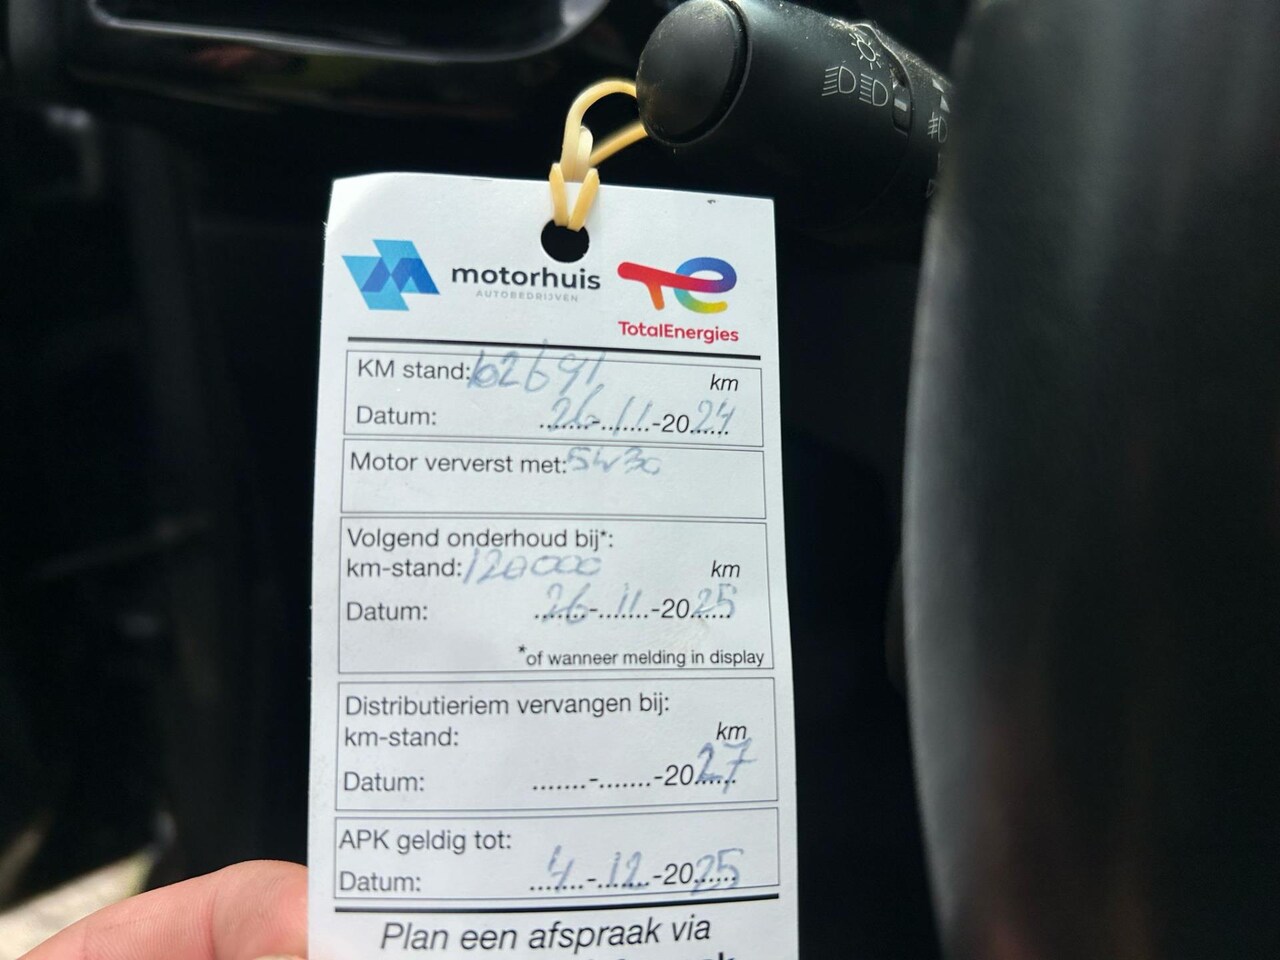 motorhuis
AUTOBEDRIJVEN
TotalEnergies
KM stand: 62691 km
Datum: 26-11-2024
Motor ververst met: 5W30
Volgend onderhoud bij*:
km-stand: 120000 km
Datum: 26-11-2025
*of wanneer melding in display
Distributieriem vervangen bij:
km-stand: km
Datum: .......-.......-2027
APK geldig tot:
Datum: 4-12-2025
Plan een afspraak via